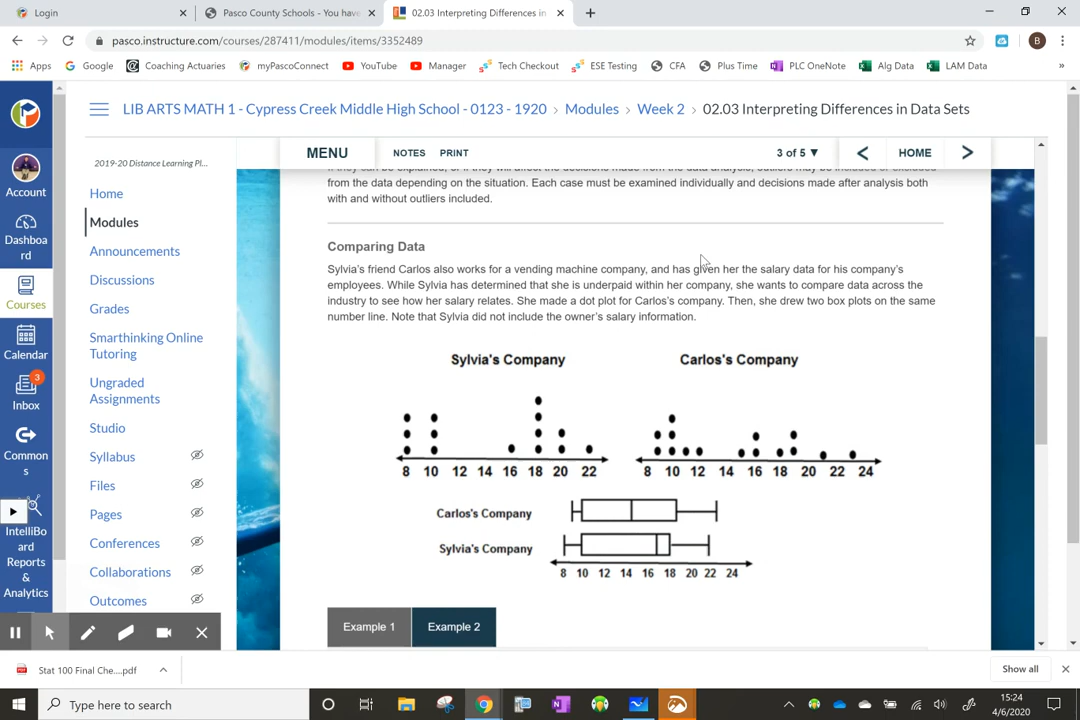 Login
Pasco County Schools - You have
02.03 Interpreting Differences in
pasco.instructure.com/courses/287411/modules/items/3352489
B
Apps Google Coaching Actuaries myPascoConnect YouTube Manager Tech Checkout ESE Testing CFA Plus Time PLC OneNote Alg Data LAM Data »
LIB ARTS MATH 1 - Cypress Creek Middle High School - 0123 - 1920 › Modules › Week 2 › 02.03 Interpreting Differences in Data Sets
Account
Dashboa
rd
Courses
Calendar
3
Inbox
Common
s
IntelliBo
ard
Reports
&
Analytics
2019-20 Distance Learning Pl...
Home
Modules
Announcements
Discussions
Grades
Smarthinking Online
Tutoring
Ungraded
Assignments
Studio
Syllabus
Files
Pages
Conferences
Collaborations
Outcomes
MENU NOTES PRINT 3 of 5 ▼ < HOME >
from the data depending on the situation. Each case must be examined individually and decisions made after analysis both
with and without outliers included.
Comparing Data
Sylvia's friend Carlos also works for a vending machine company, and has given her the salary data for his company's
employees. While Sylvia has determined that she is underpaid within her company, she wants to compare data across the
industry to see how her salary relates. She made a dot plot for Carlos's company. Then, she drew two box plots on the same
number line. Note that Sylvia did not include the owner's salary information.
Sylvia's Company Carlos's Company
8 10 12 14 16 18 20 22 8 10 12 14 16 18 20 22 24
Carlos's Company
Sylvia's Company
8 10 12 14 16 18 20 22 24
Example 1 Example 2
Stat 100 Final Che....pdf
Show all
Type here to search
15:24
4/6/2020